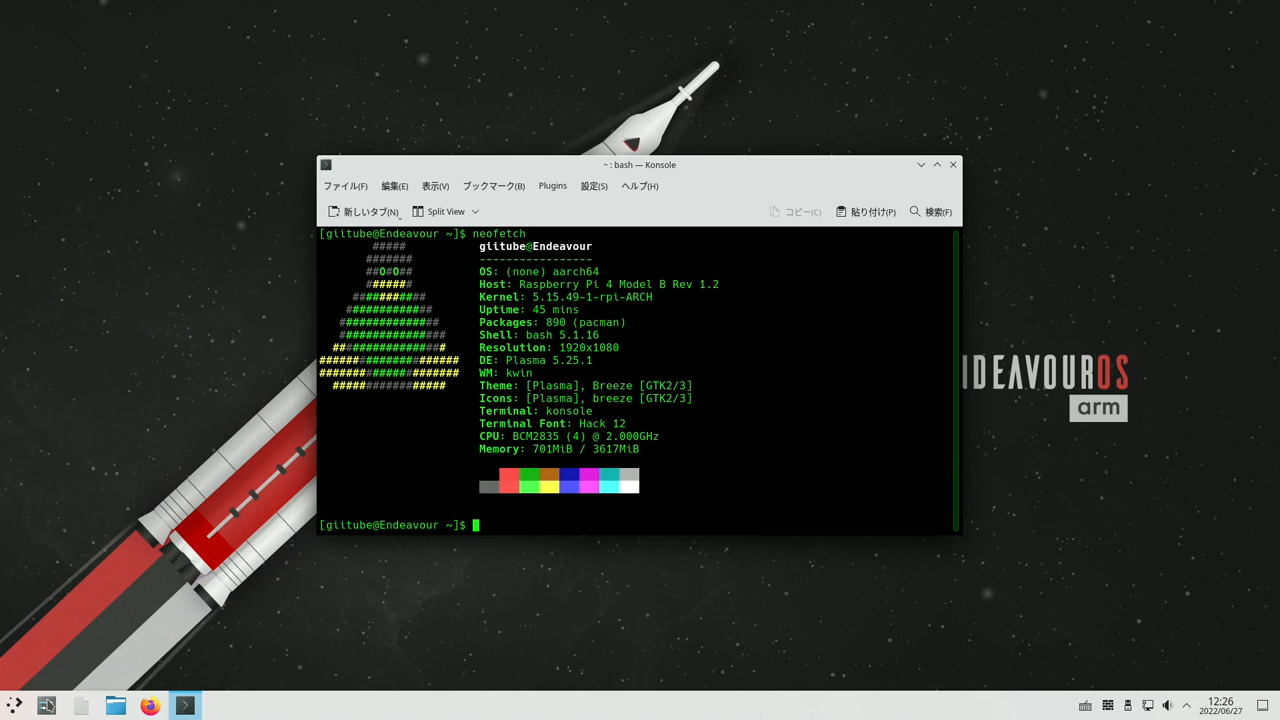 ~ : bash — Konsole
ファイル(F) 編集(E) 表示(V) ブックマーク(B) Plugins 設定(S) ヘルプ(H)
新しいタブ(N) Split View コピー(C) 貼り付け(P) 検索(F)
[giitube@Endeavour ~]$ neofetch
##### giitube@Endeavour
####### -----------------
##O#O## OS: (none) aarch64
####### Host: Raspberry Pi 4 Model B Rev 1.2
########### Kernel: 5.15.49-1-rpi-ARCH
############# Uptime: 45 mins
############### Packages: 890 (pacman)
################ Shell: bash 5.1.16
################# Resolution: 1920x1080
##################### DE: Plasma 5.25.1
##################### WM: kwin
################# Theme: [Plasma], Breeze [GTK2/3]
Icons: [Plasma], breeze [GTK2/3]
Terminal: konsole
Terminal Font: Hack 12
CPU: BCM2835 (4) @ 2.000GHz
Memory: 701MiB / 3617MiB
[giitube@Endeavour ~]$
NDEAVOUROS
arm
12:26
2022/06/27